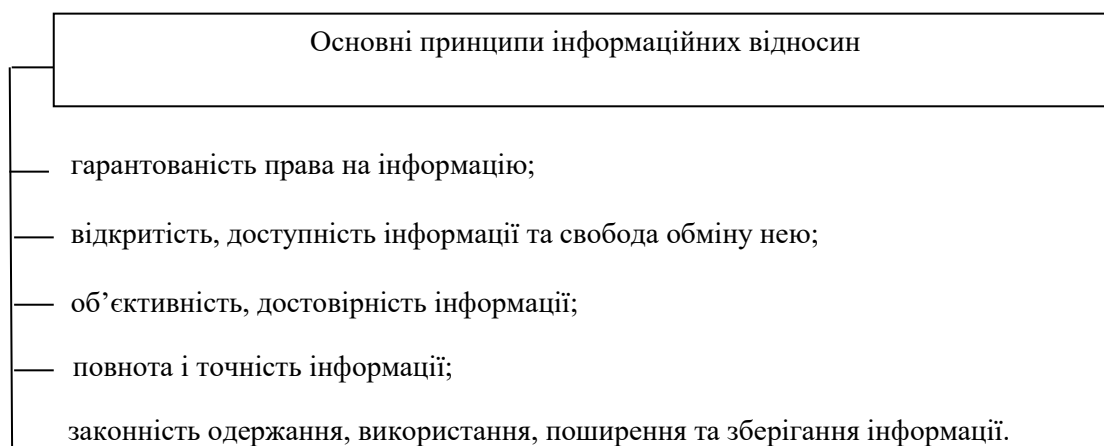 Основні принципи інформаційних відносин
гарантованість права на інформацію;
відкритість, доступність інформації та свобода обміну нею;
об’єктивність, достовірність інформації;
повнота і точність інформації;
законність одержання, використання, поширення та зберігання інформації.